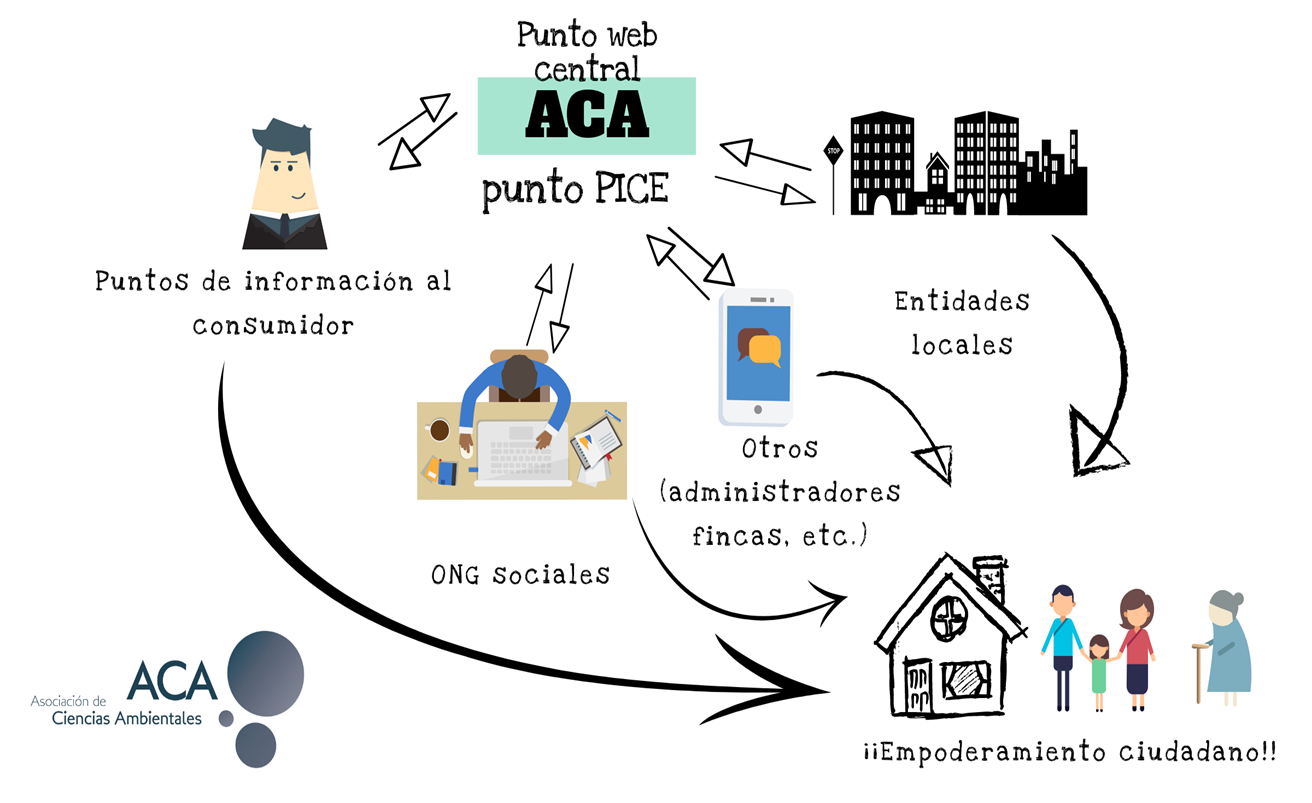 Punto web
central
ACA
punto PICE
STOP
Puntos de información al
consumidor
Entidades
locales
Otros
(administradores
fincas, etc.)
ONG sociales
ACA
Asociación de
Ciencias Ambientales
¡¡Empoderamiento ciudadano!!